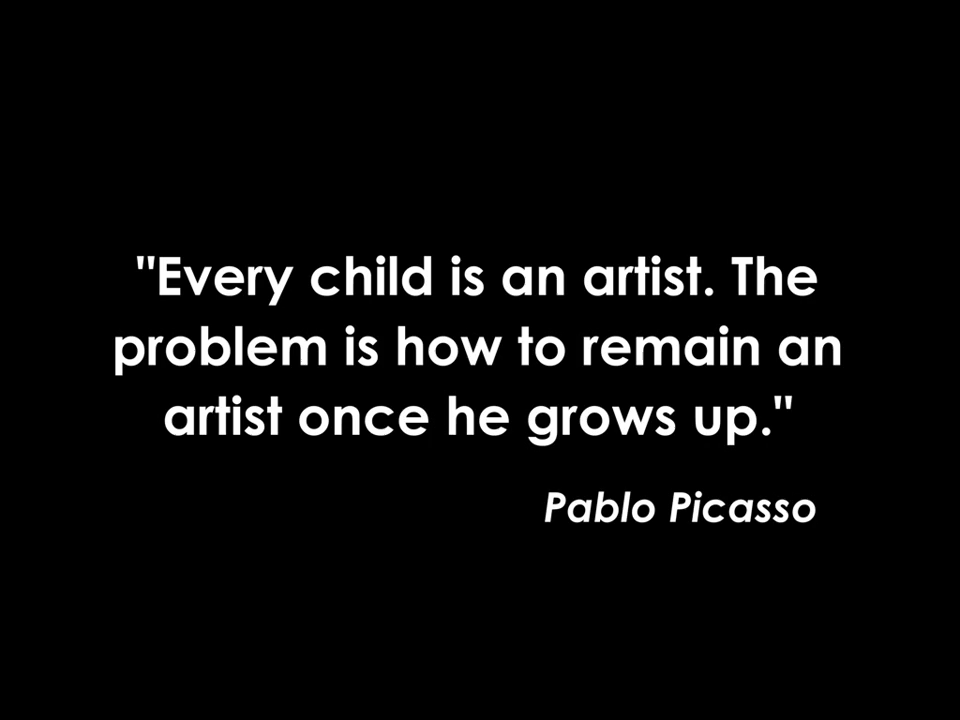 "Every child is an artist. The
problem is how to remain an
artist once he grows up."
Pablo Picasso